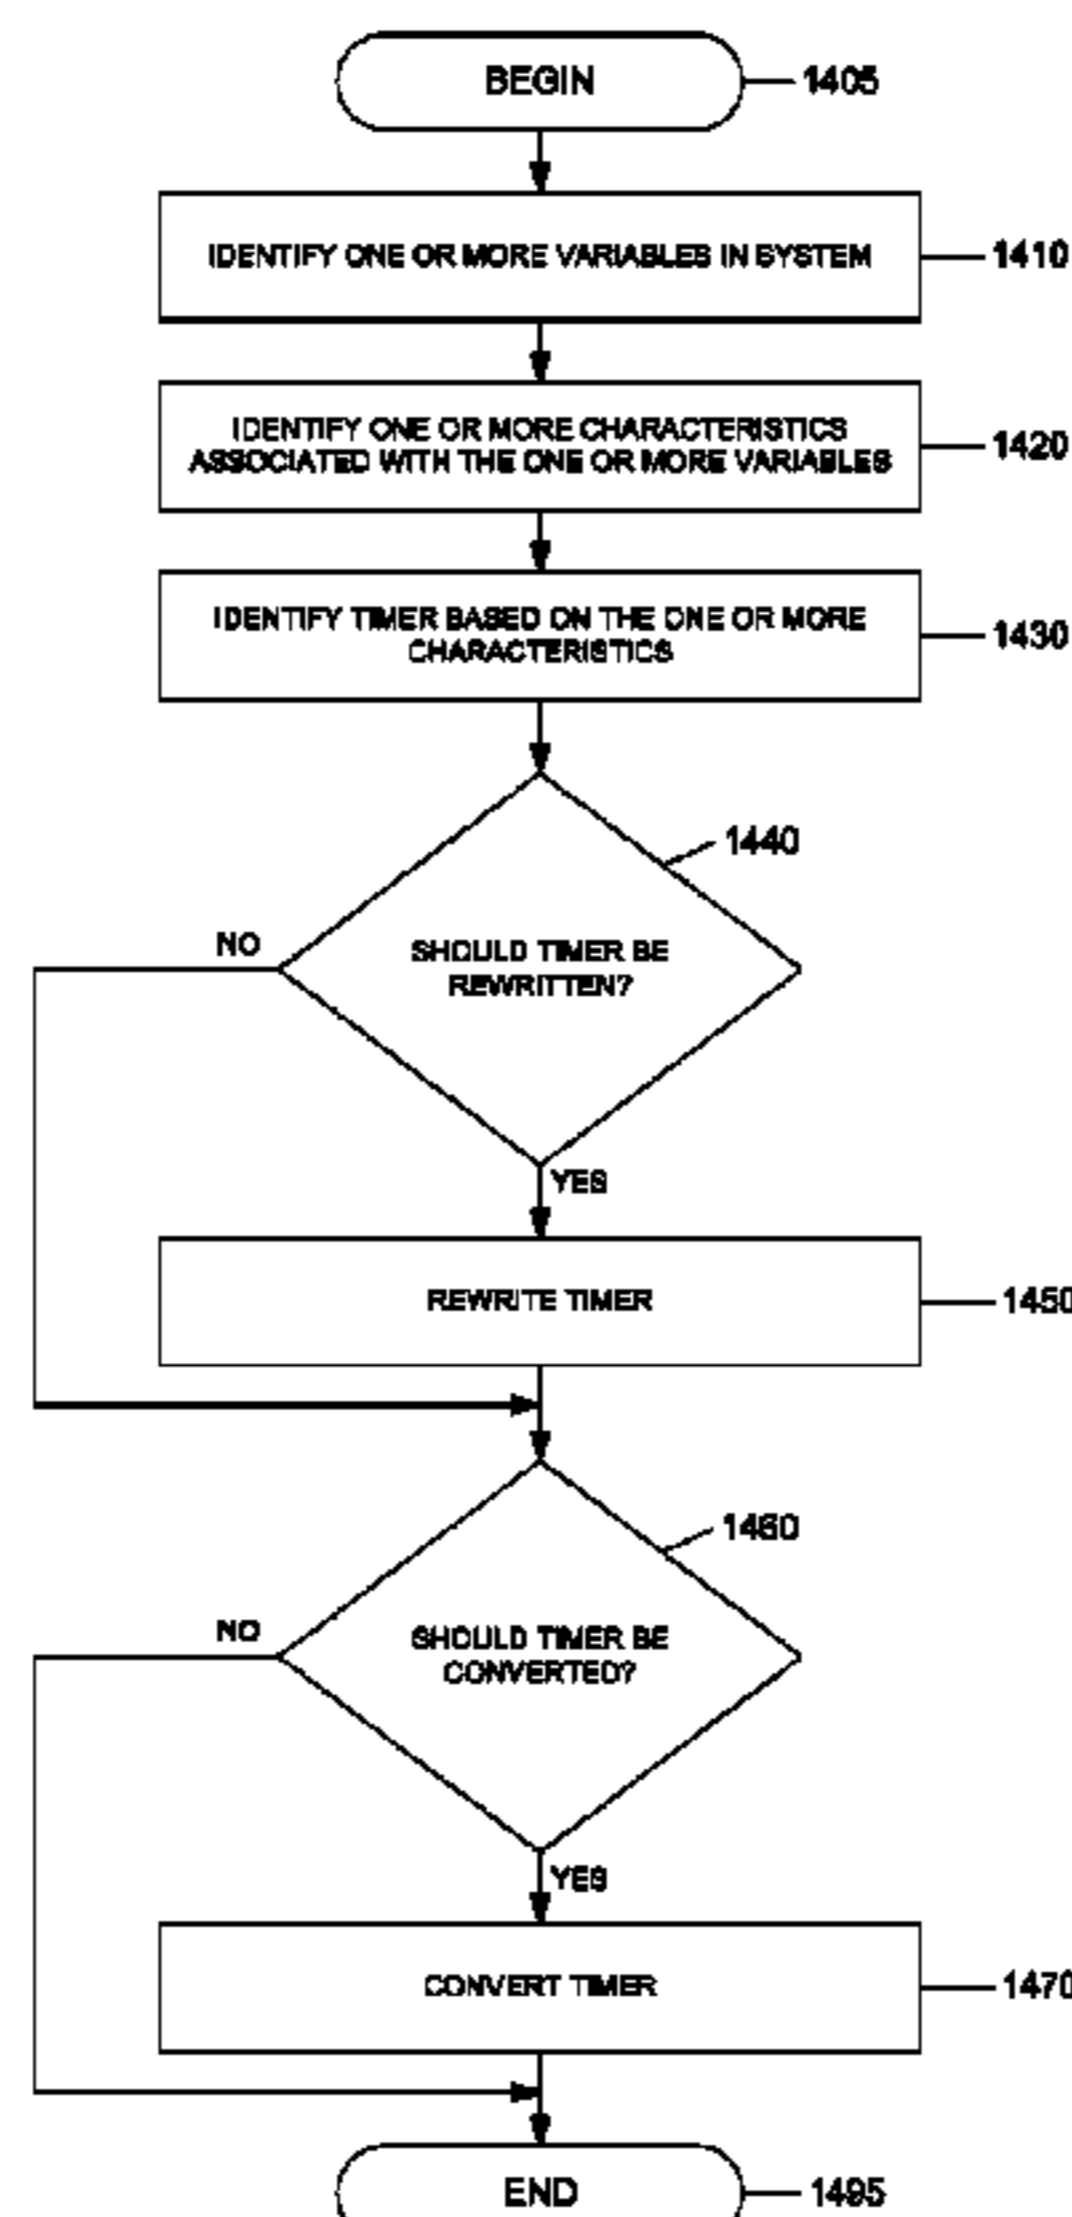 BEGIN
1405
IDENTIFY ONE OR MORE VARIABLES IN SYSTEM
1410
IDENTIFY ONE OR MORE CHARACTERISTICS
ASSOCIATED WITH THE ONE OR MORE VARIABLES
1420
IDENTIFY TIMER BASED ON THE ONE OR MORE
CHARACTERISTICS
1430
1440
NO
SHOULD TIMER BE
REWRITTEN?
YES
REWRITE TIMER
1450
1460
NO
SHOULD TIMER BE
CONVERTED?
YES
CONVERT TIMER
1470
END
1495